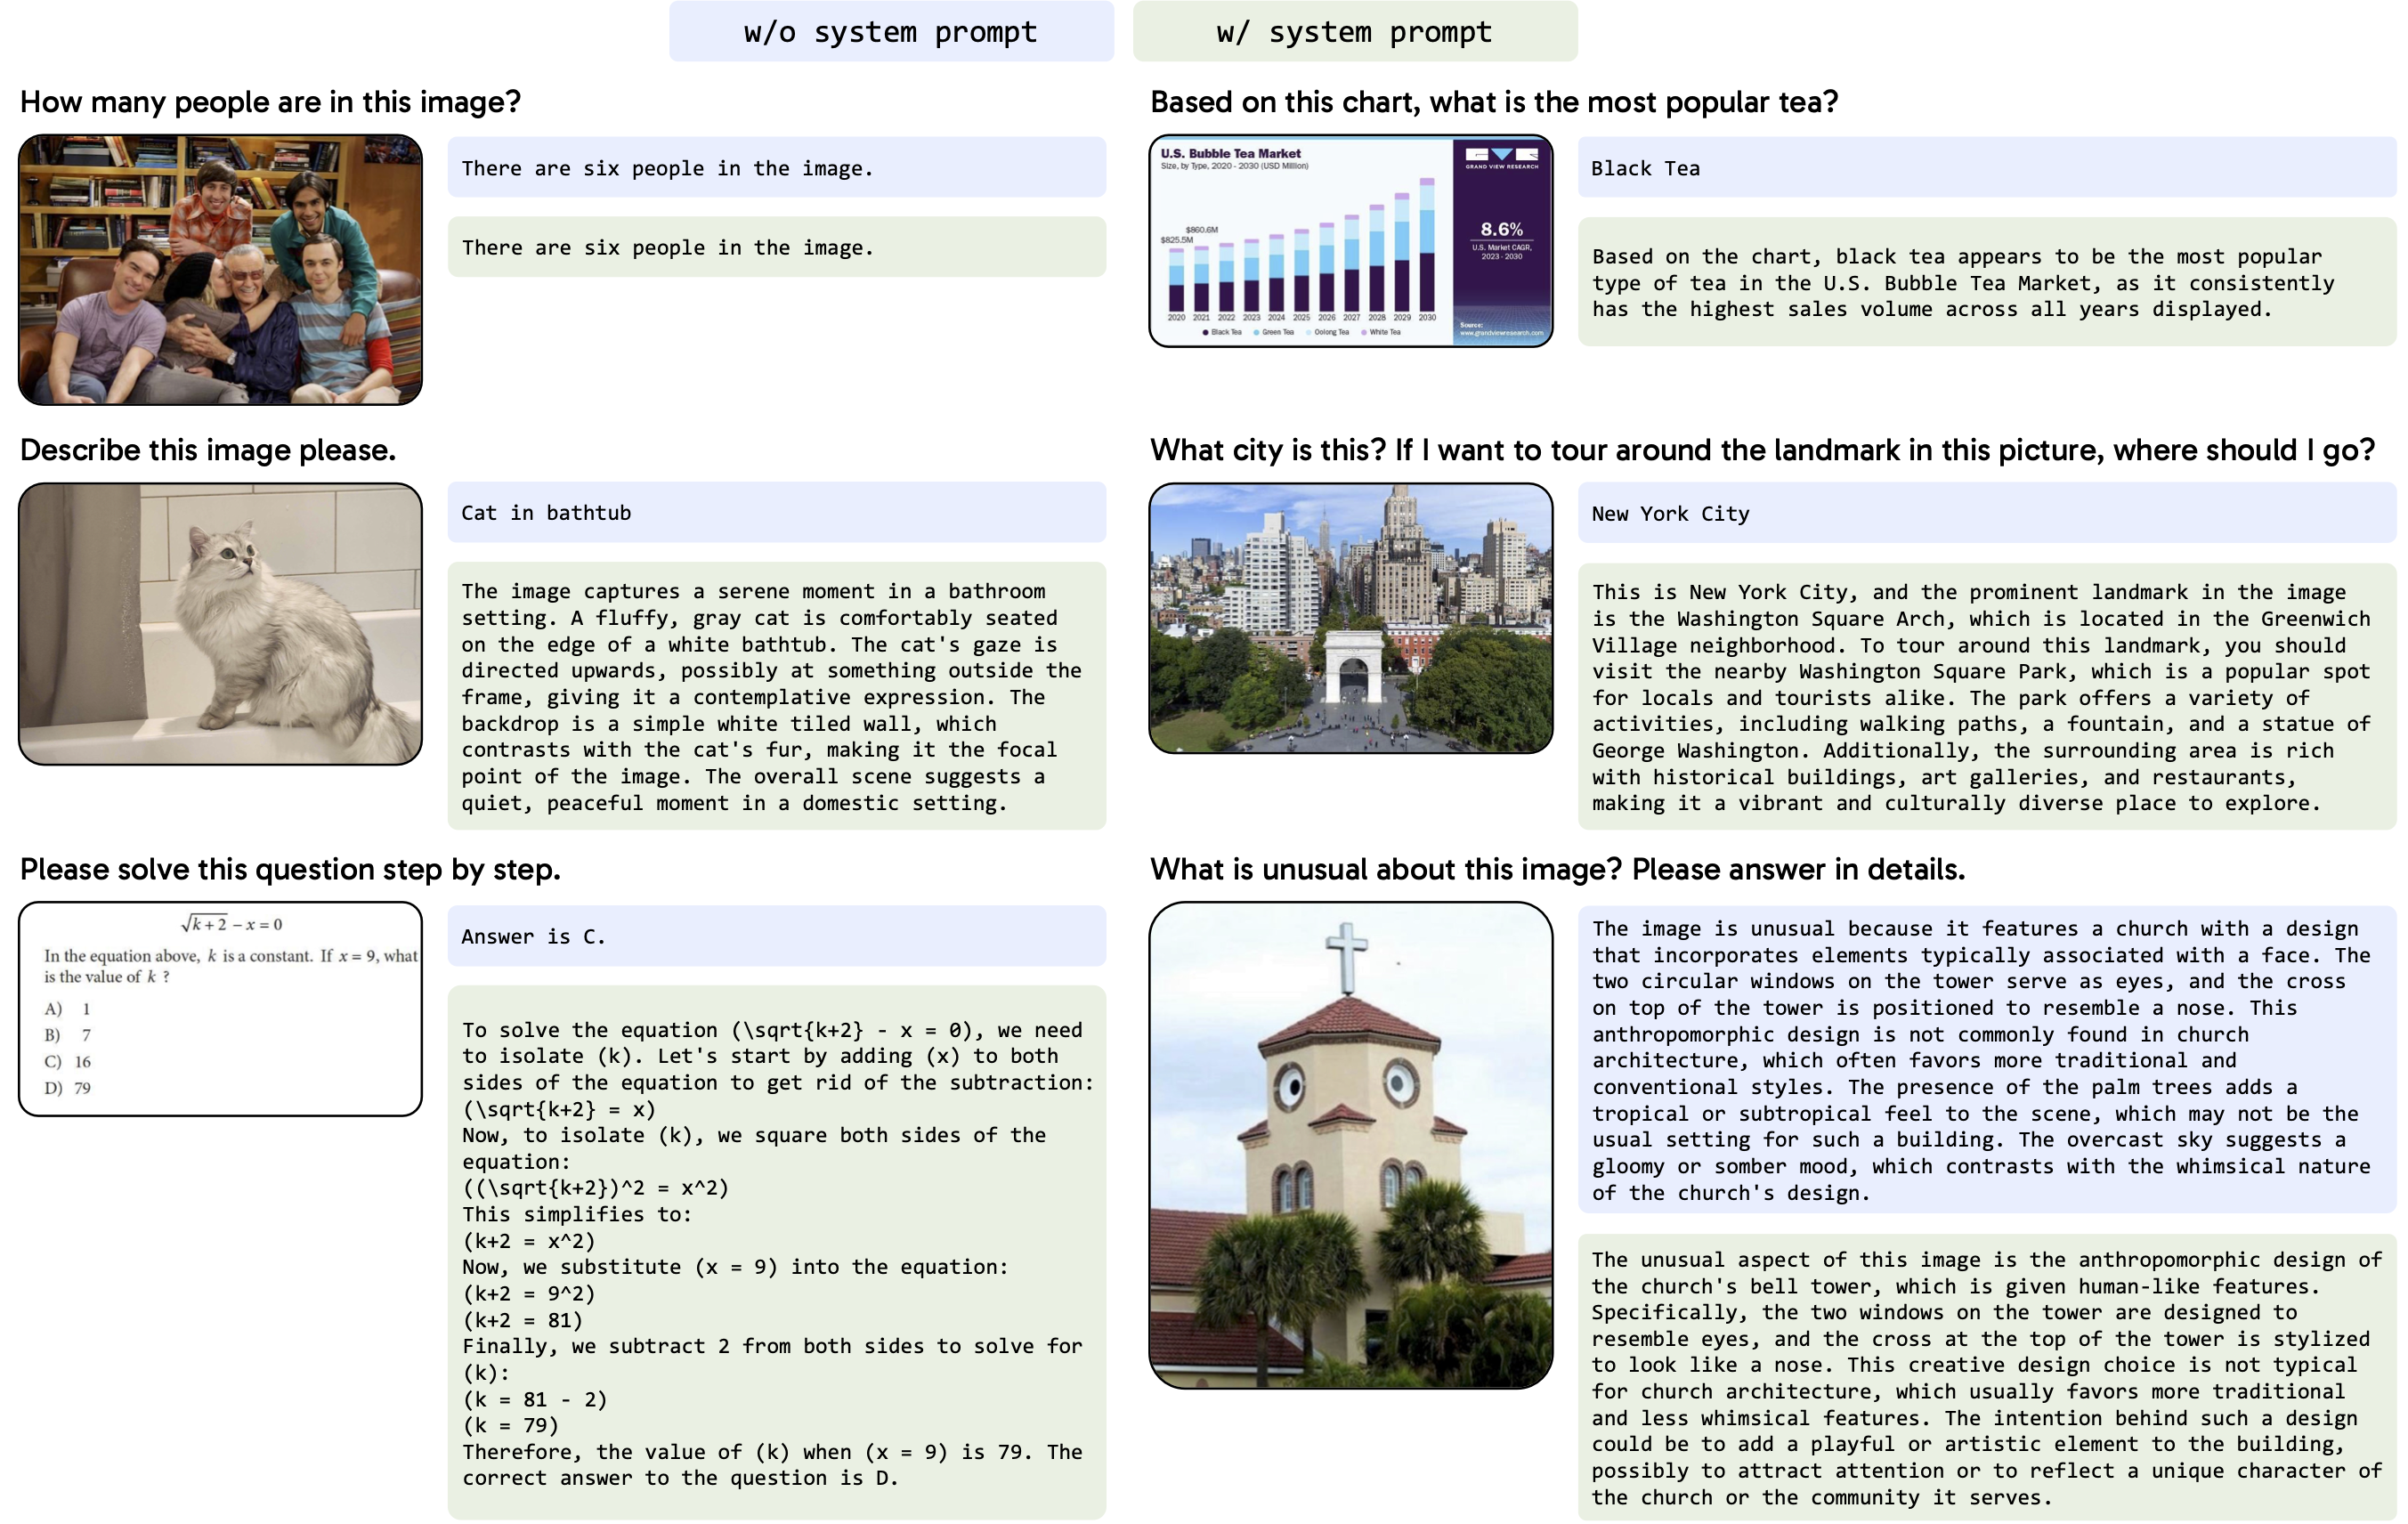 w/o system prompt
w/ system prompt
How many people are in this image?
There are six people in the image.
There are six people in the image.
Based on this chart, what is the most popular tea?
U.S. Bubble Tea Market
Size, by Type, 2020 - 2030 (USD Million)
$825.5M
$860.6M
2020 2021 2022 2023 2024 2025 2026 2027 2028 2029 2030
Black Tea Green Tea Oolong Tea White Tea
GRAND VIEW RESEARCH
8.6%
U.S. Market CAGR,
2023 - 2030
Source:
www.grandviewresearch.com
Black Tea
Based on the chart, black tea appears to be the most popular
type of tea in the U.S. Bubble Tea Market, as it consistently
has the highest sales volume across all years displayed.
Describe this image please.
Cat in bathtub
The image captures a serene moment in a bathroom
setting. A fluffy, gray cat is comfortably seated
on the edge of a white bathtub. The cat's gaze is
directed upwards, possibly at something outside the
frame, giving it a contemplative expression. The
backdrop is a simple white tiled wall, which
contrasts with the cat's fur, making it the focal
point of the image. The overall scene suggests a
quiet, peaceful moment in a domestic setting.
What city is this? If I want to tour around the landmark in this picture, where should I go?
New York City
This is New York City, and the prominent landmark in the image
is the Washington Square Arch, which is located in the Greenwich
Village neighborhood. To tour around this landmark, you should
visit the nearby Washington Square Park, which is a popular spot
for locals and tourists alike. The park offers a variety of
activities, including walking paths, a fountain, and a statue of
George Washington. Additionally, the surrounding area is rich
with historical buildings, art galleries, and restaurants,
making it a vibrant and culturally diverse place to explore.
Please solve this question step by step.
√k + 2 − x = 0
In the equation above, k is a constant. If x = 9, what
is the value of k ?
A) 1
B) 7
C) 16
D) 79
Answer is C.
To solve the equation (\sqrt{k+2} - x = 0), we need
to isolate (k). Let's start by adding (x) to both
sides of the equation to get rid of the subtraction:
(\sqrt{k+2} = x)
Now, to isolate (k), we square both sides of the
equation:
((\sqrt{k+2})^2 = x^2)
This simplifies to:
(k+2 = x^2)
Now, we substitute (x = 9) into the equation:
(k+2 = 9^2)
(k+2 = 81)
Finally, we subtract 2 from both sides to solve for
(k):
(k = 81 - 2)
(k = 79)
Therefore, the value of (k) when (x = 9) is 79. The
correct answer to the question is D.
What is unusual about this image? Please answer in details.
The image is unusual because it features a church with a design
that incorporates elements typically associated with a face. The
two circular windows on the tower serve as eyes, and the cross
on top of the tower is positioned to resemble a nose. This
anthropomorphic design is not commonly found in church
architecture, which often favors more traditional and
conventional styles. The presence of the palm trees adds a
tropical or subtropical feel to the scene, which may not be the
usual setting for such a building. The overcast sky suggests a
gloomy or somber mood, which contrasts with the whimsical nature
of the church's design.
The unusual aspect of this image is the anthropomorphic design of
the church's bell tower, which is given human-like features.
Specifically, the two windows on the tower are designed to
resemble eyes, and the cross at the top of the tower is stylized
to look like a nose. This creative design choice is not typical
for church architecture, which usually favors more traditional
and less whimsical features. The intention behind such a design
could be to add a playful or artistic element to the building,
possibly to attract attention or to reflect a unique character of
the church or the community it serves.